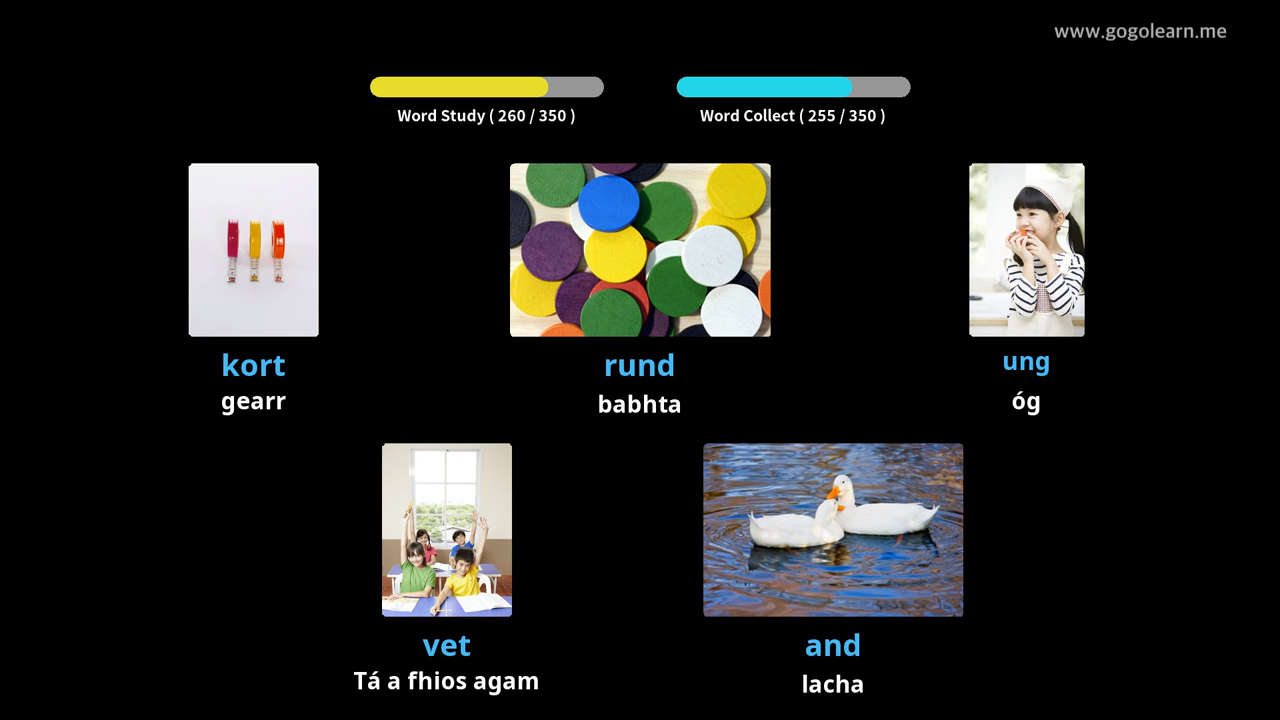 www.gogolearn.me
Word Study ( 260 / 350 )
Word Collect ( 255 / 350 )
kort
gearr
rund
babhta
ung
óg
vet
Tá a fhios agam
and
lacha